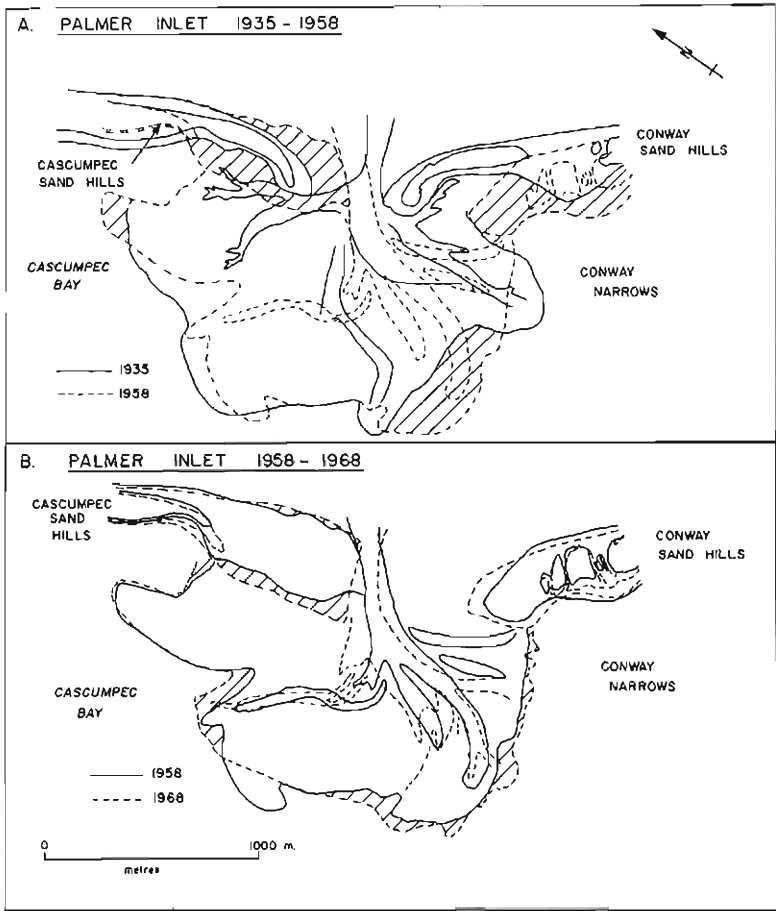 A. PALMER INLET 1935 - 1958
N
CASCUMPEC
SAND HILLS
CONWAY
SAND HILLS
CASCUMPEC
BAY
CONWAY
NARROWS
1935
1958
B. PALMER INLET 1958 - 1968
CASCUMPEC
SAND
HILLS
CONWAY
SAND HILLS
CONWAY
NARROWS
CASCUMPEC
BAY
1958
1968
0 1000 m.
metres